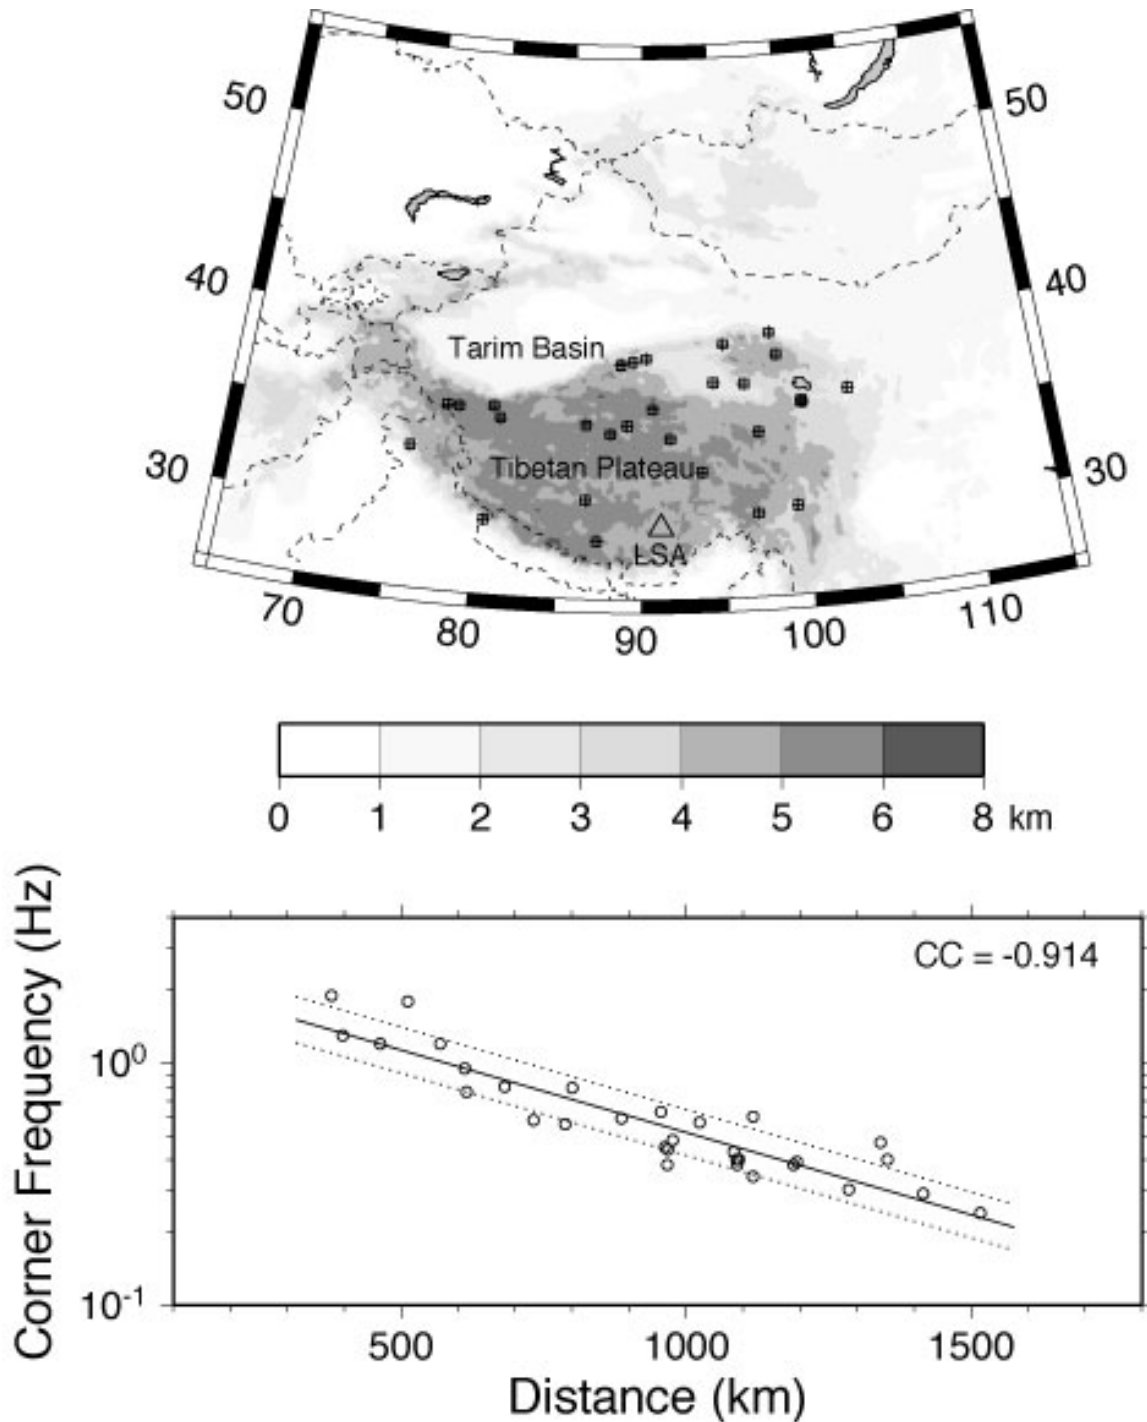 50 50
40 40
Tarim Basin
30 30
Tibetan Plateau
LSA
70 80 90 100 110
0 1 2 3 4 5 6 8 km
Corner Frequency (Hz)
CC = -0.914
10⁰
10⁻¹
500 1000 1500
Distance (km)